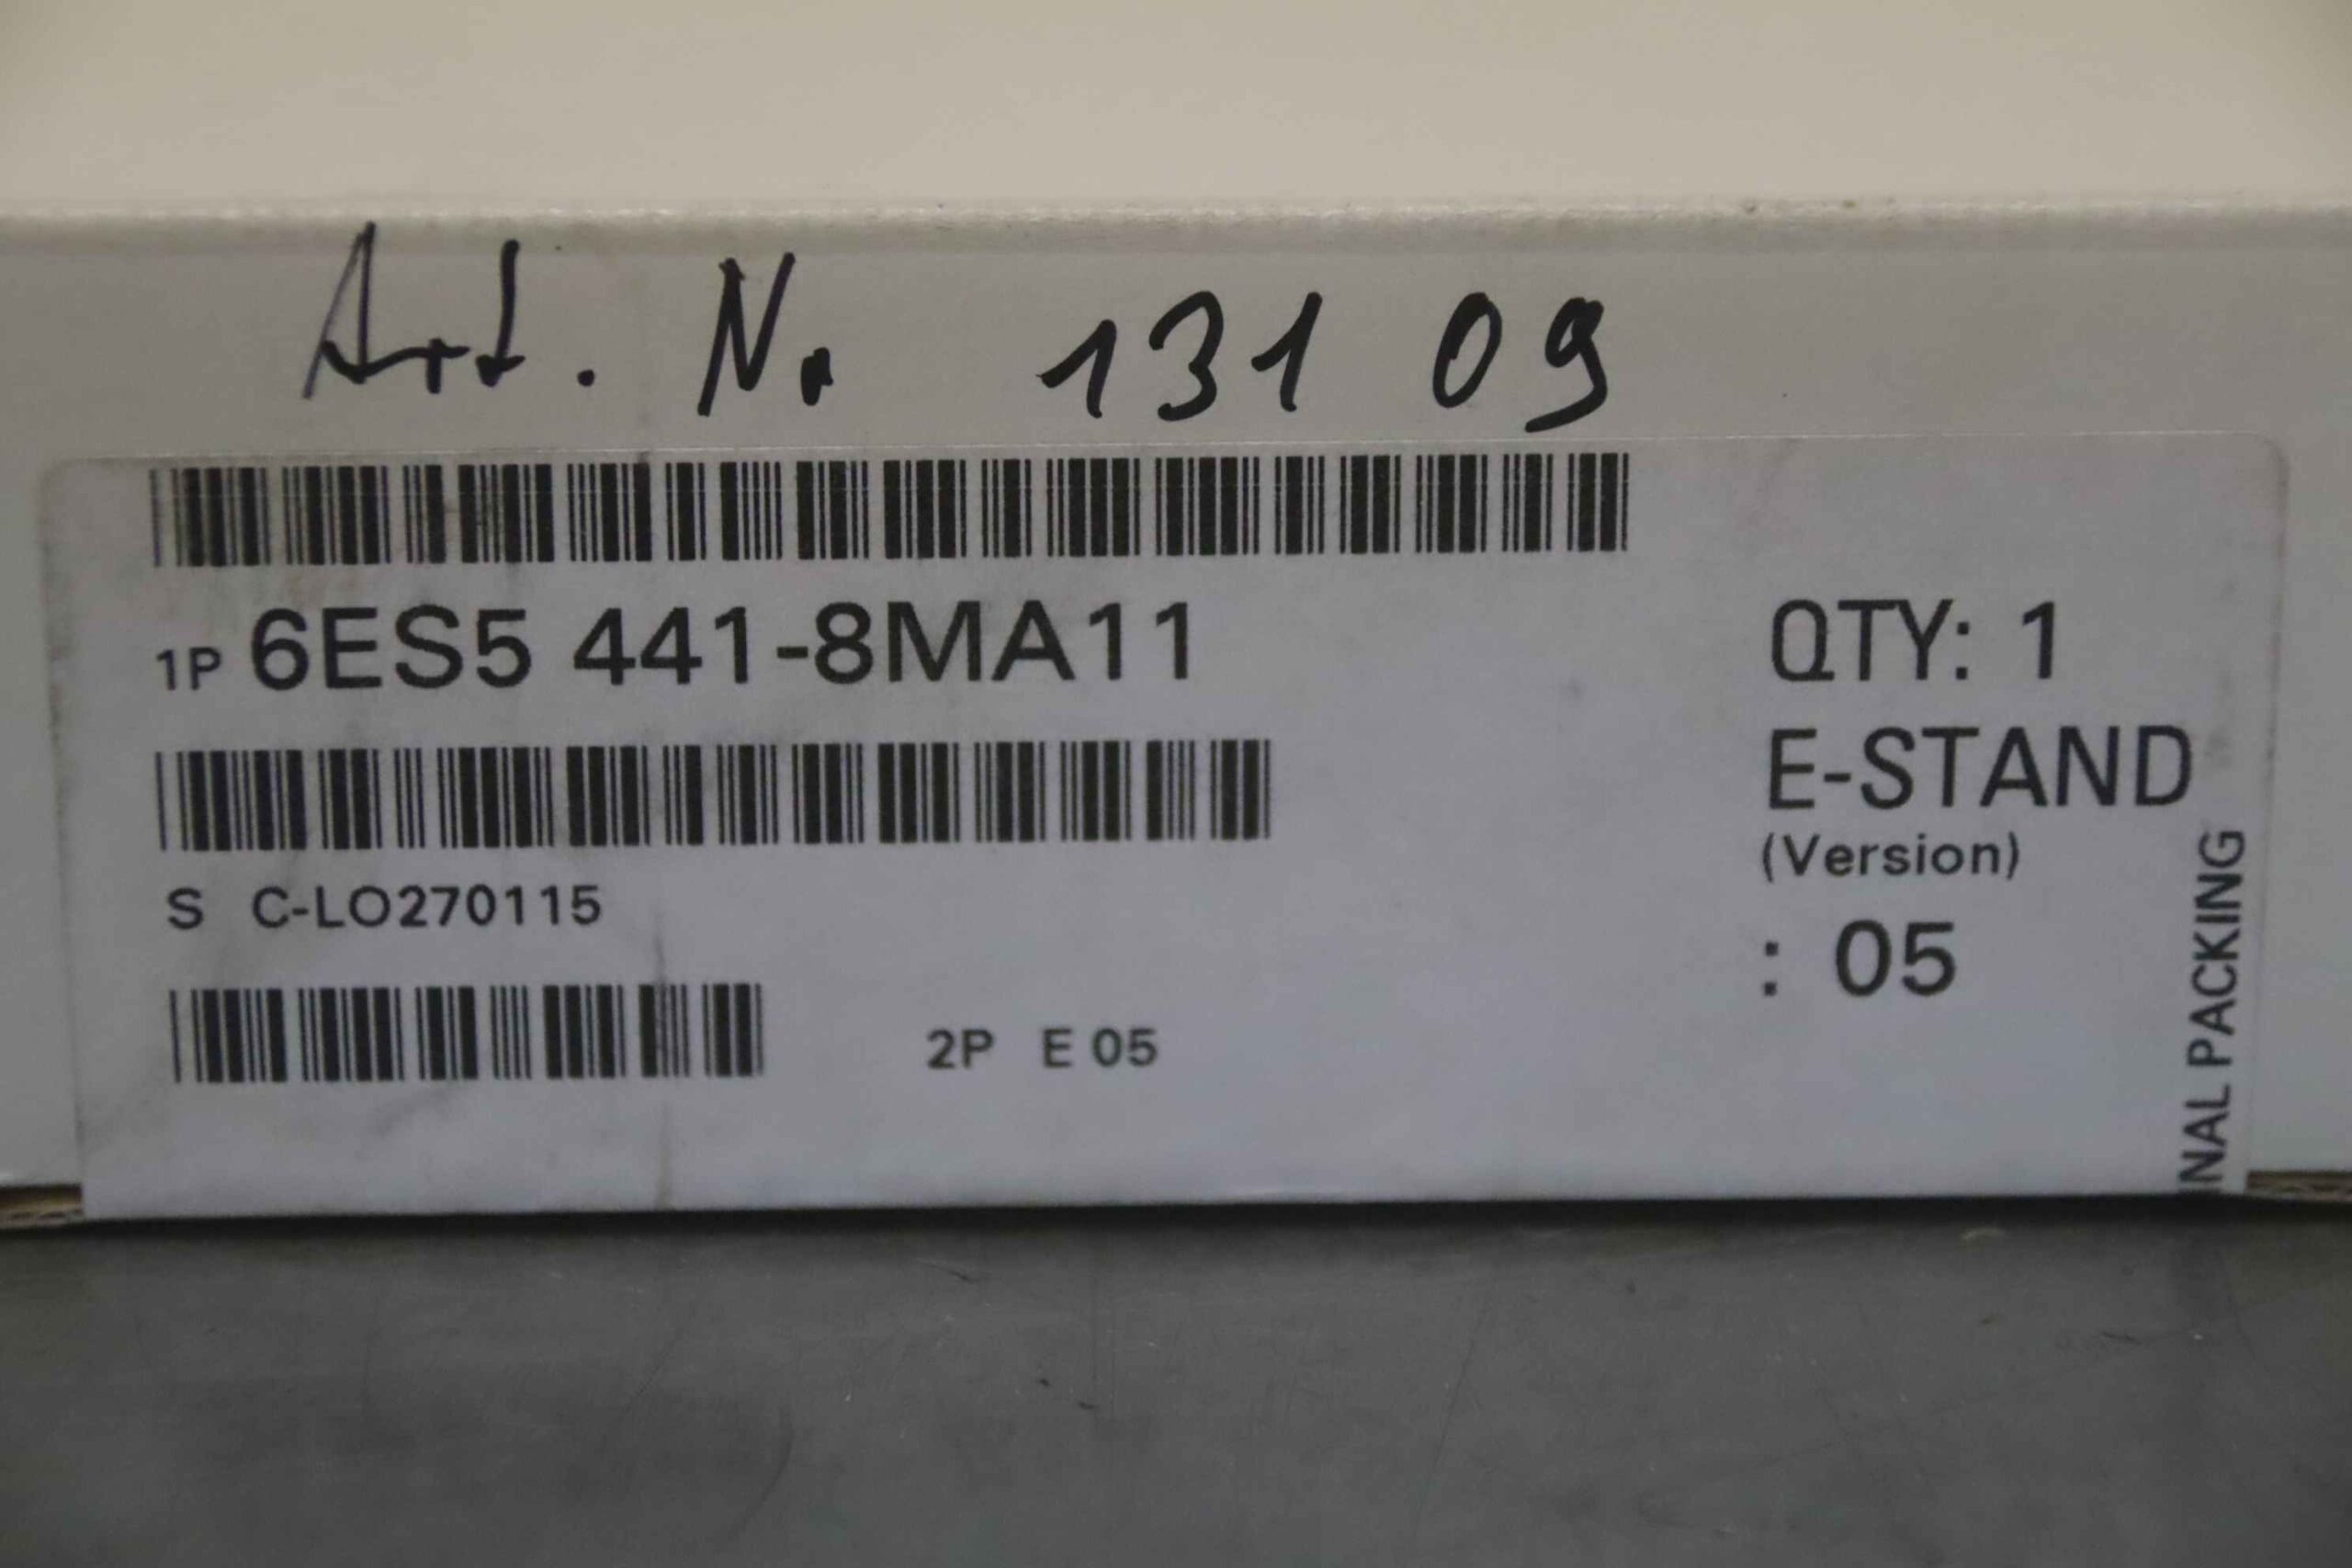 Art. Nr 131 09
1P 6ES5 441-8MA11
QTY: 1
E-STAND
(Version)
: 05
S C-LO270115
2P E 05
NAL PACKING